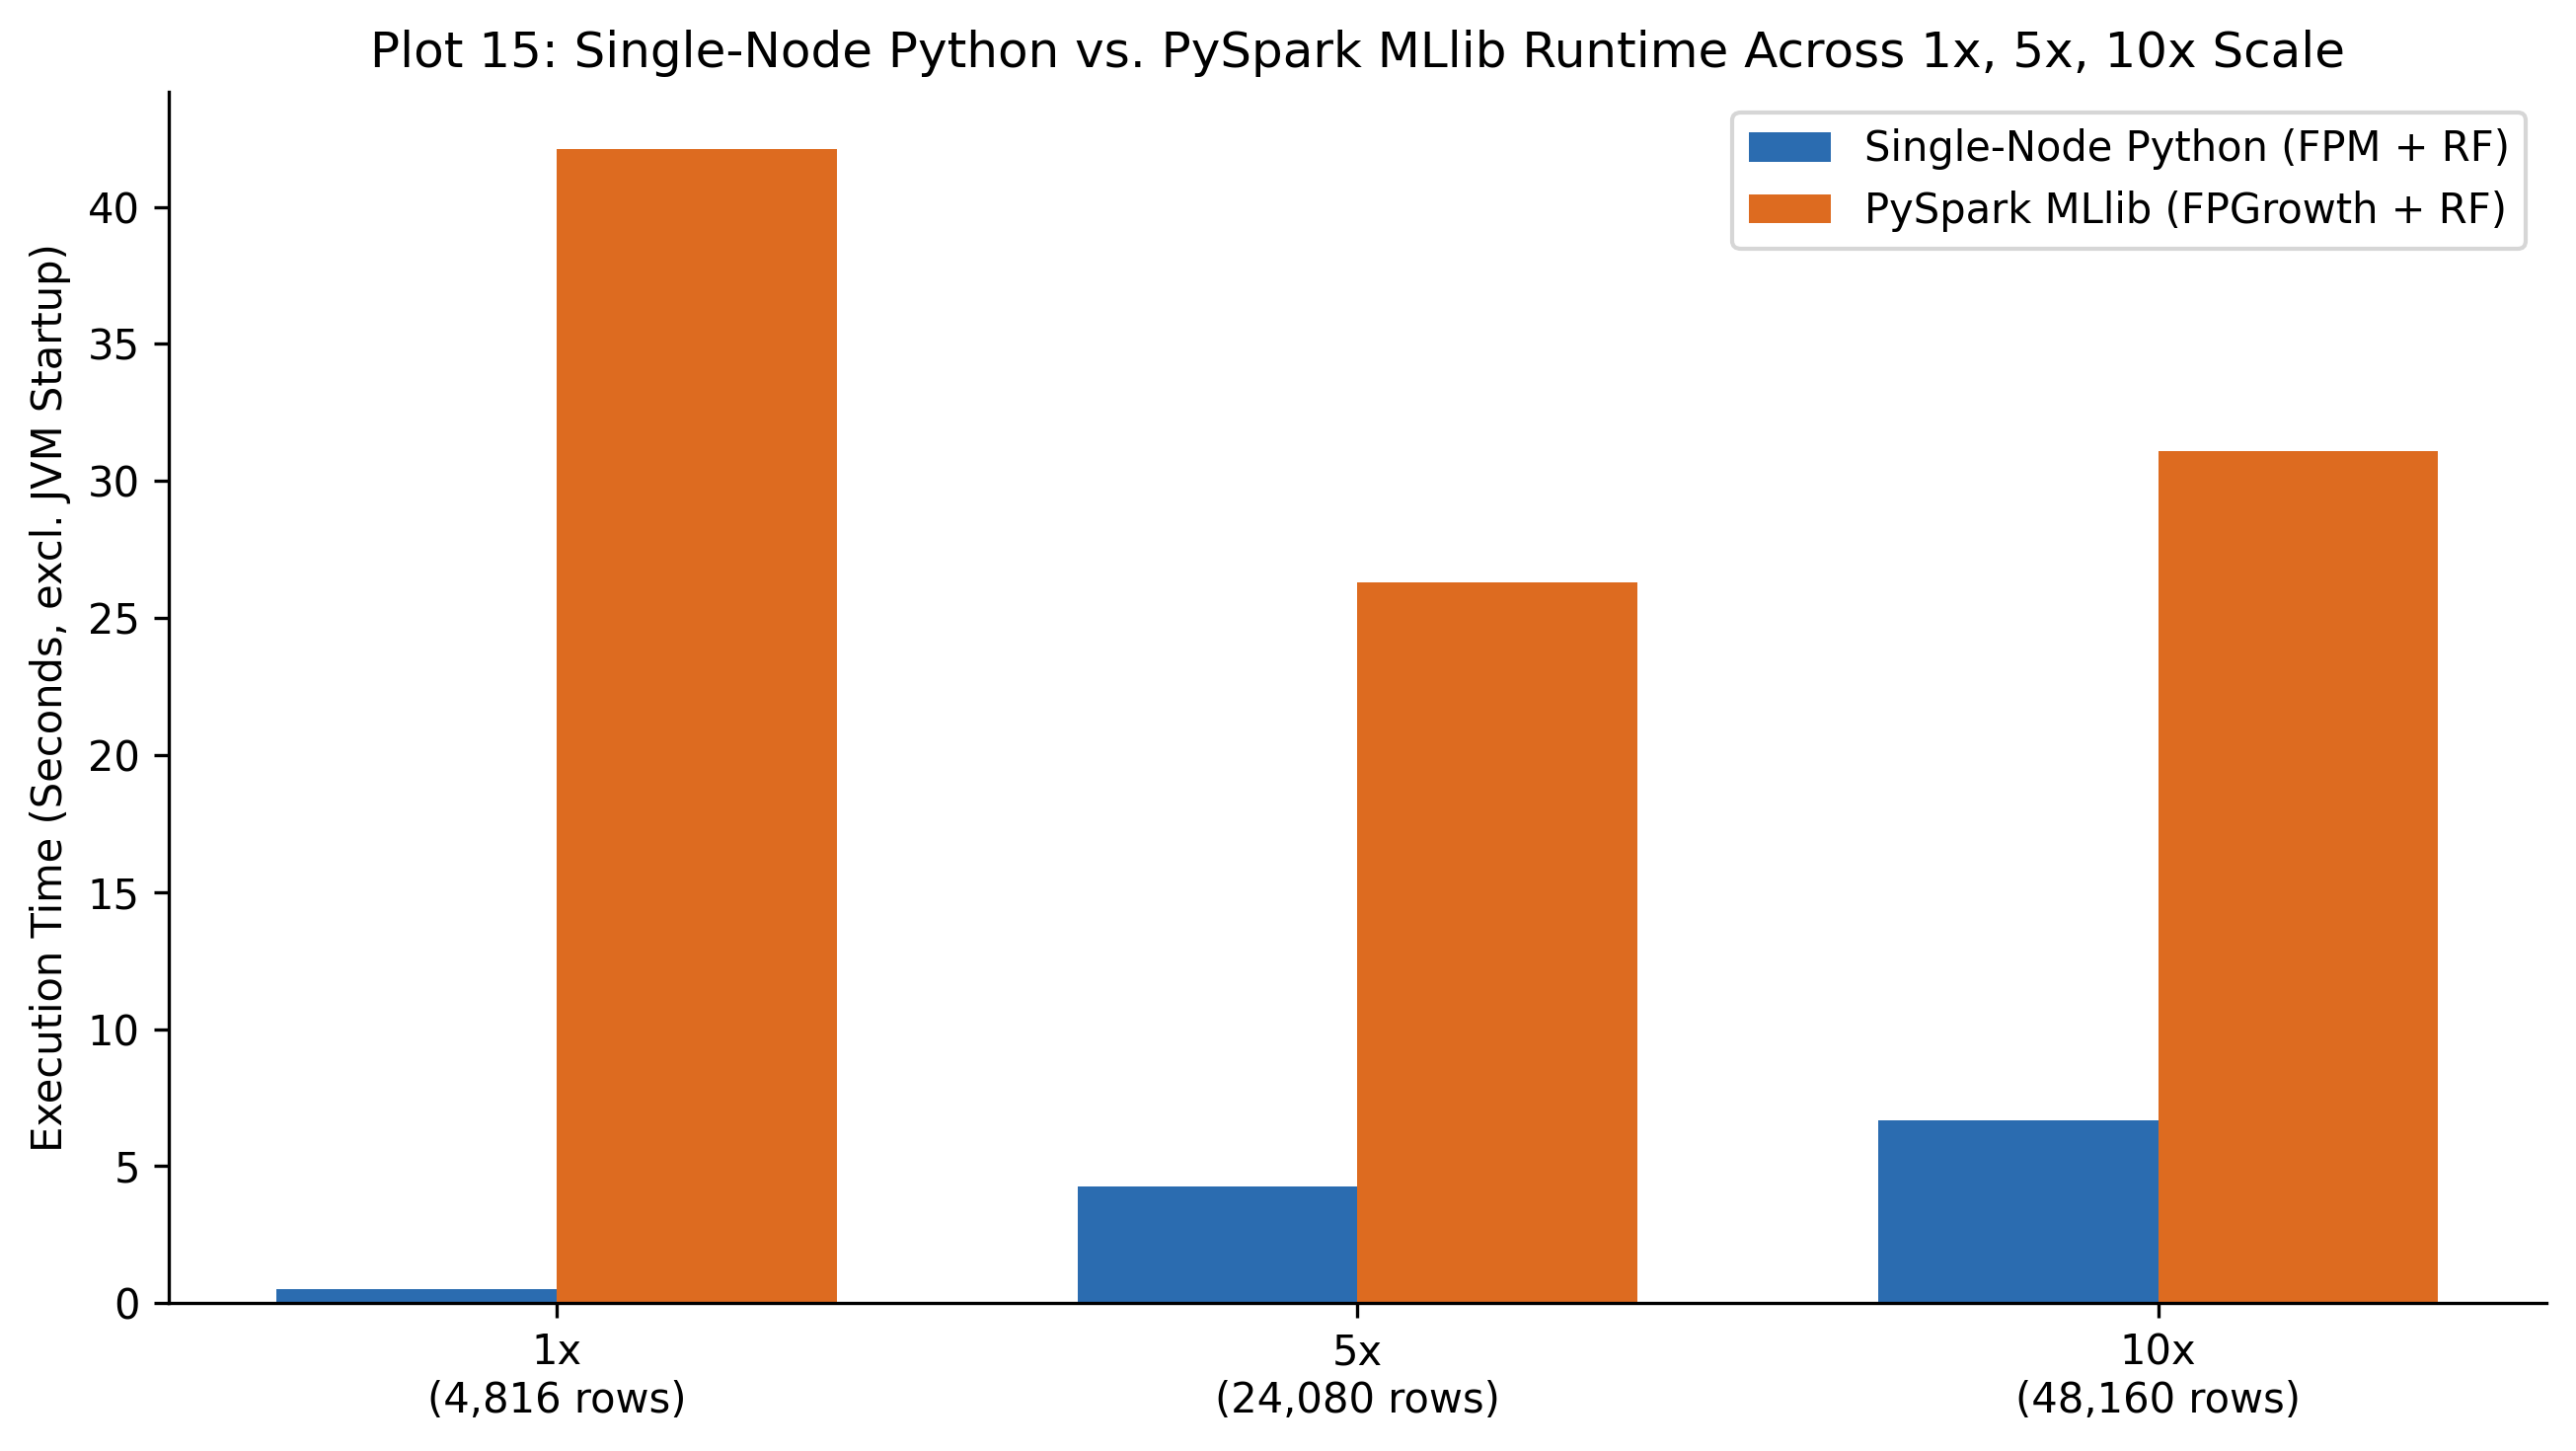 Plot 15: Single-Node Python vs. PySpark MLlib Runtime Across 1x, 5x, 10x Scale
Single-Node Python (FPM + RF)
PySpark MLlib (FPGrowth + RF)
Execution Time (Seconds, excl. JVM Startup)
40
35
30
25
20
15
10
5
0
1x
(4,816 rows)
5x
(24,080 rows)
10x
(48,160 rows)